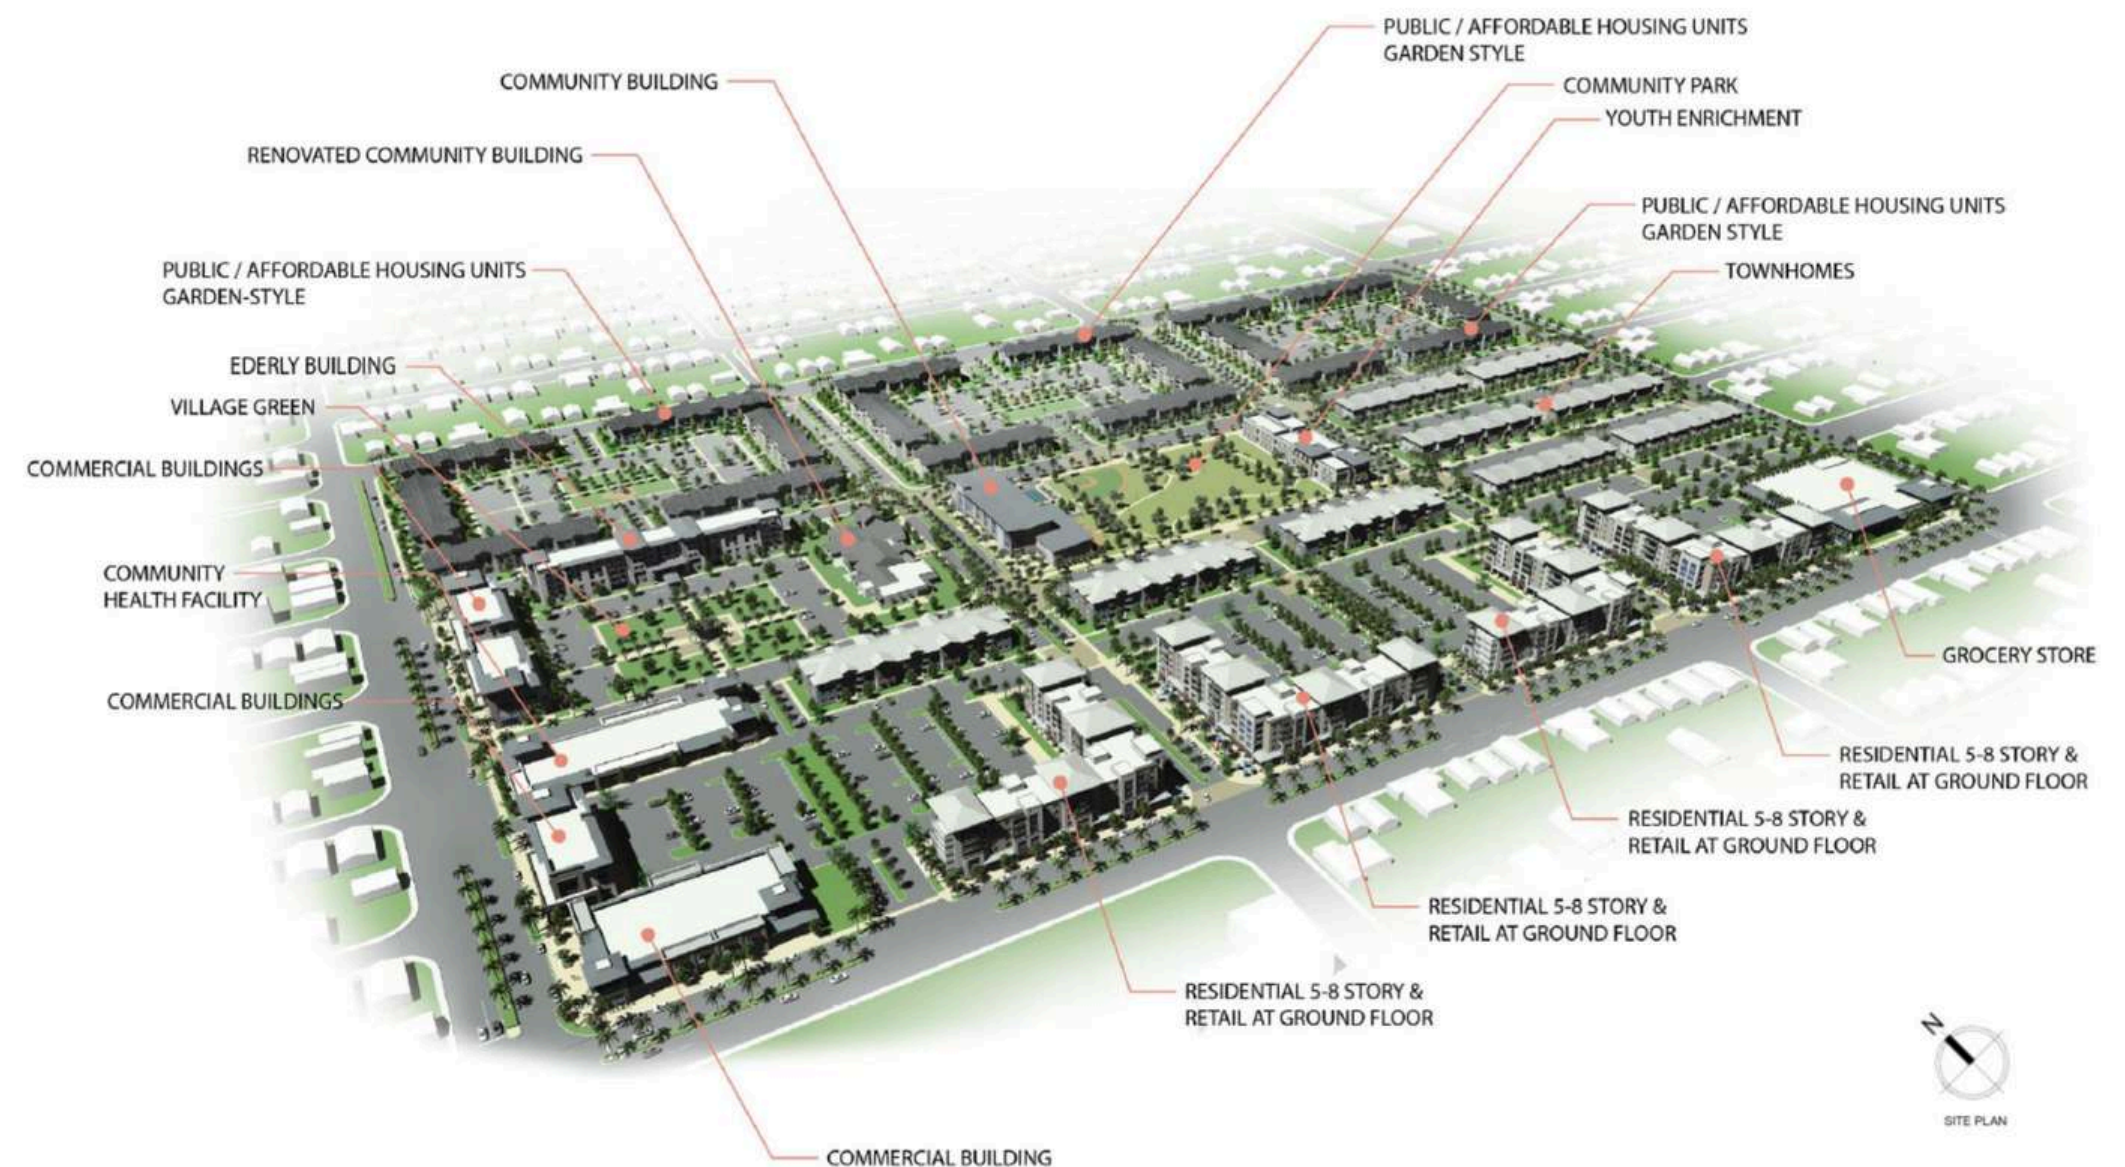 PUBLIC / AFFORDABLE HOUSING UNITS
GARDEN STYLE
COMMUNITY BUILDING
COMMUNITY PARK
YOUTH ENRICHMENT
RENOVATED COMMUNITY BUILDING
PUBLIC / AFFORDABLE HOUSING UNITS
GARDEN STYLE
PUBLIC / AFFORDABLE HOUSING UNITS
GARDEN-STYLE
TOWNHOMES
EDERLY BUILDING
VILLAGE GREEN
COMMERCIAL BUILDINGS
COMMUNITY
HEALTH FACILITY
GROCERY STORE
COMMERCIAL BUILDINGS
RESIDENTIAL 5-8 STORY &
RETAIL AT GROUND FLOOR
RESIDENTIAL 5-8 STORY &
RETAIL AT GROUND FLOOR
RESIDENTIAL 5-8 STORY &
RETAIL AT GROUND FLOOR
RESIDENTIAL 5-8 STORY &
RETAIL AT GROUND FLOOR
N
SITE PLAN
COMMERCIAL BUILDING